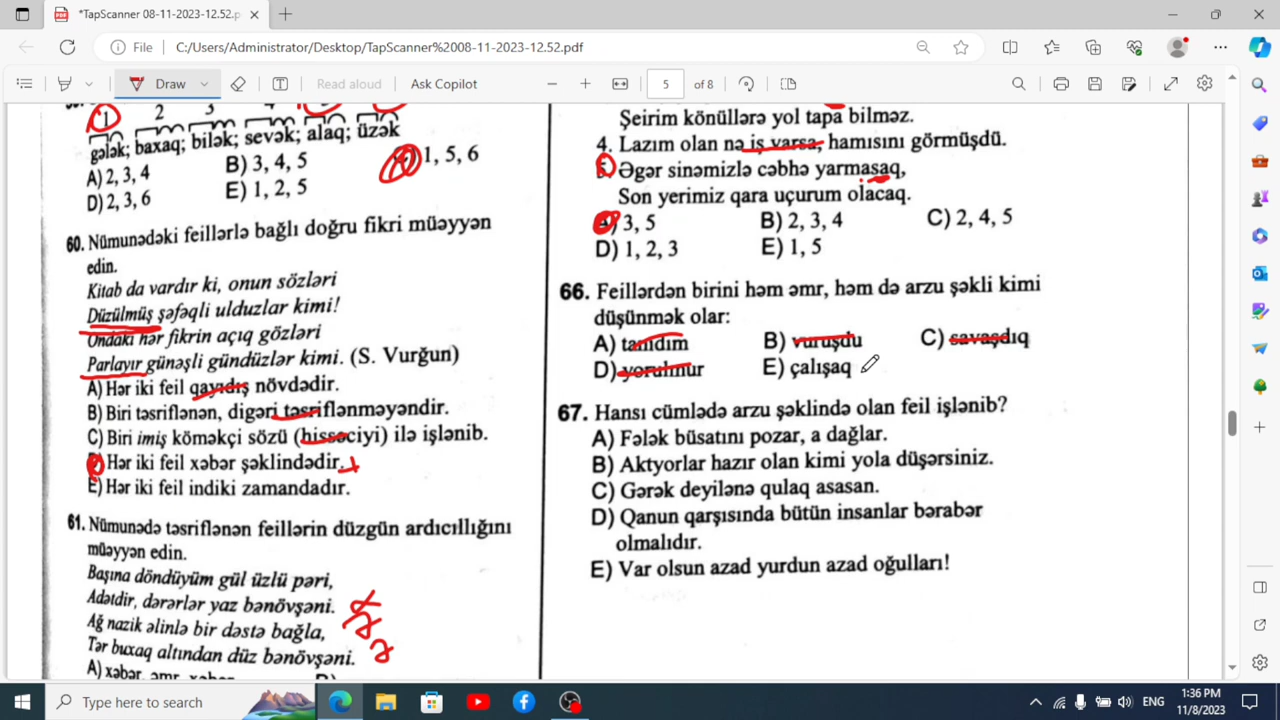 *TapScanner 08-11-2023-12.52.pdf
File C:/Users/Administrator/Desktop/TapScanner%2008-11-2023-12.52.pdf
Draw Read aloud Ask Copilot 5 of 8
1 2 3
gələk; baxaq; bilək; sevək; alaq; üzək
A) 2, 3, 4 B) 3, 4, 5 1, 5, 6
D) 2, 3, 6 E) 1, 2, 5
60. Nümunədəki feillərlə bağlı doğru fikri müəyyən
edin.
Kitab da vardır ki, onun sözləri
Düzülmüş şəfəqli ulduzlar kimi!
Ondakı hər fikrin açıq gözləri
Parlayır günəşli gündüzlər kimi. (S. Vurğun)
A) Hər iki feil qayıdış növdədir.
B) Biri təsriflənən, digəri təsriflənməyəndir.
C) Biri imiş köməkçi sözü (hissəciyi) ilə işlənib.
D) Hər iki feil xəbər şəklindədir.
E) Hər iki feil indiki zamandadır.
61. Nümunədə təsriflənən feillərin düzgün ardıcıllığını
müəyyən edin.
Başına döndüyüm gül üzlü pəri,
Adətdir, dərərlər yaz bənövşəni.
Ağ nazik əlinlə bir dəstə bağla,
Tər buxaq altından düz bənövşəni.
A) xəbər, əmr, xəbər
Şeirim könüllərə yol tapa bilməz.
4. Lazım olan nə iş varsa, hamısını görmüşdü.
5. Əgər sinəmizlə cəbhə yarmasaq,
Son yerimiz qara uçurum olacaq.
A) 3, 5 B) 2, 3, 4 C) 2, 4, 5
D) 1, 2, 3 E) 1, 5
66. Feillərdən birini həm əmr, həm də arzu şəkli kimi
düşünmək olar:
A) tanıdım B) vuruşdu C) savaşdıq
D) yorulmur E) çalışaq
67. Hansı cümlədə arzu şəklində olan feil işlənib?
A) Fələk büsatını pozar, a dağlar.
B) Aktyorlar hazır olan kimi yola düşərsiniz.
C) Gərək deyilənə qulaq asasan.
D) Qanun qarşısında bütün insanlar bərabər
olmalıdır.
E) Var olsun azad yurdun azad oğulları!
Type here to search
ENG
1:36 PM
11/8/2023